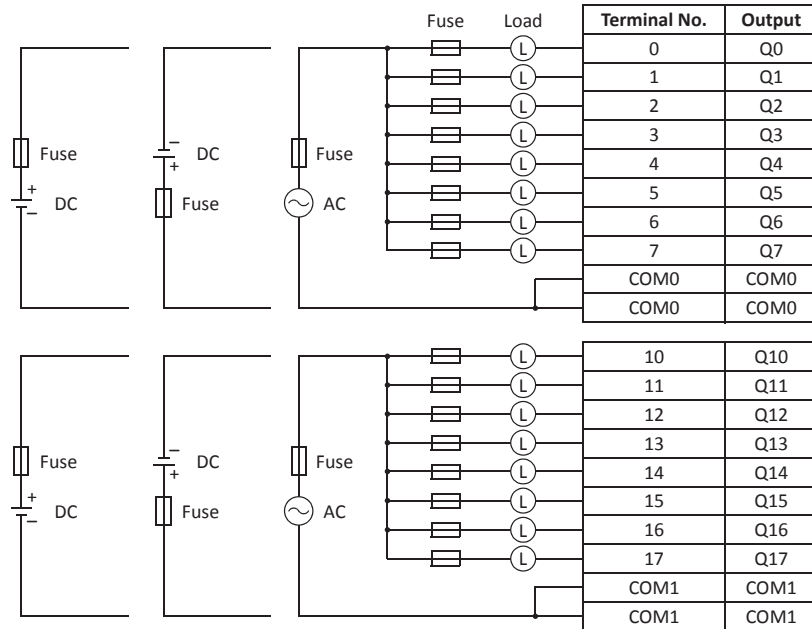 Fuse Load Terminal No. Output
L 0 Q0
L 1 Q1
L 2 Q2
L 3 Q3
Fuse − DC + Fuse L 4 Q4
+ DC − Fuse AC L 5 Q5
L 6 Q6
L 7 Q7
COM0 COM0
COM0 COM0
L 10 Q10
L 11 Q11
L 12 Q12
L 13 Q13
Fuse − DC + Fuse L 14 Q14
+ DC − Fuse AC L 15 Q15
L 16 Q16
L 17 Q17
COM1 COM1
COM1 COM1